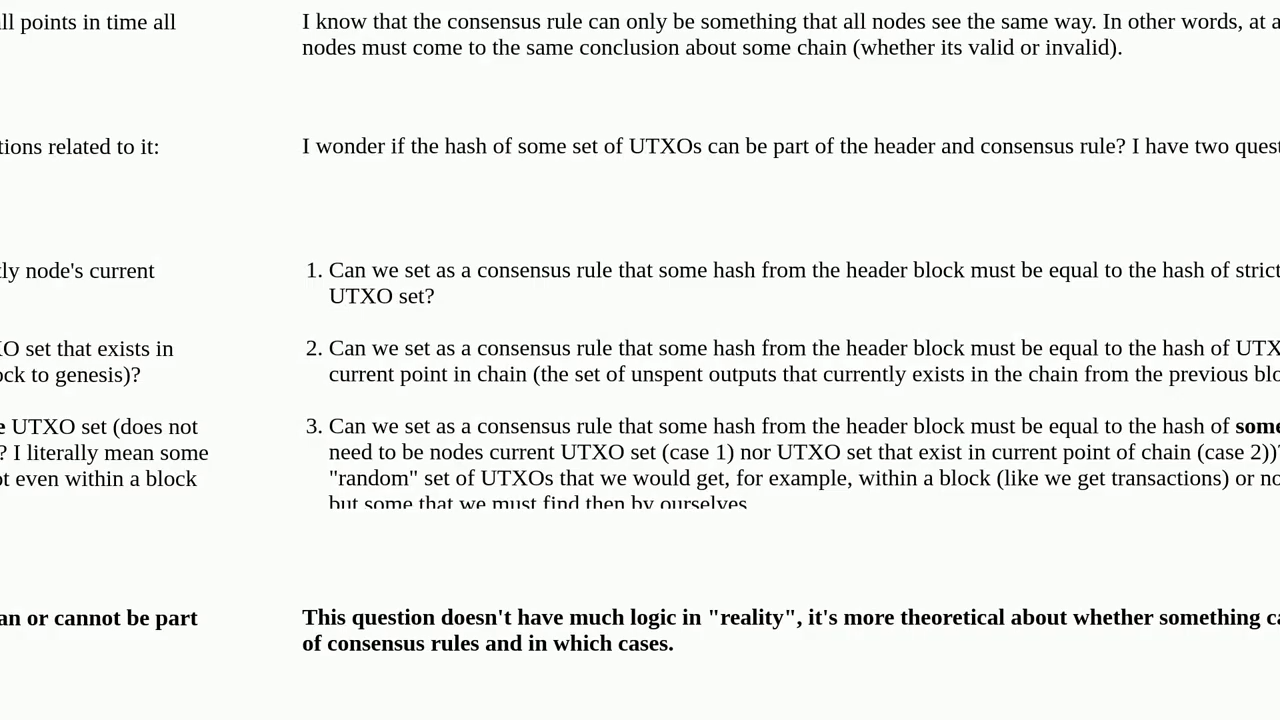 ll points in time all
tions related to it:
ly node's current
O set that exists in
ock to genesis)?
e UTXO set (does not
? I literally mean some
ot even within a block
an or cannot be part
I know that the consensus rule can only be something that all nodes see the same way. In other words, at a
nodes must come to the same conclusion about some chain (whether its valid or invalid).
I wonder if the hash of some set of UTXOs can be part of the header and consensus rule? I have two quest
1. Can we set as a consensus rule that some hash from the header block must be equal to the hash of strict
UTXO set?
2. Can we set as a consensus rule that some hash from the header block must be equal to the hash of UTX
current point in chain (the set of unspent outputs that currently exists in the chain from the previous blo
3. Can we set as a consensus rule that some hash from the header block must be equal to the hash of some
need to be nodes current UTXO set (case 1) nor UTXO set that exist in current point of chain (case 2))?
"random" set of UTXOs that we would get, for example, within a block (like we get transactions) or no
but some that we must find then by ourselves
This question doesn't have much logic in "reality", it's more theoretical about whether something ca
of consensus rules and in which cases.